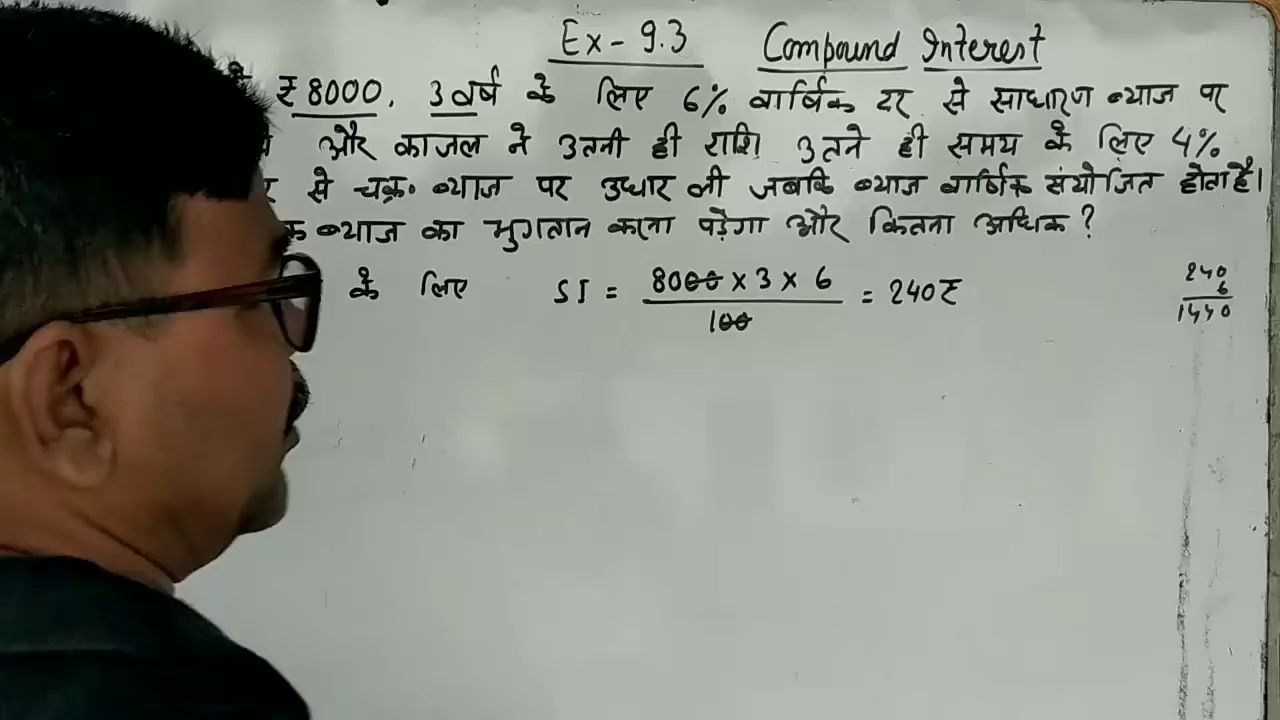 Ex - 9.3 Compound Interest
₹ 8000, 3 वर्ष के लिए 6% वार्षिक दर से साधारण ब्याज पर
और काजल ने उतनी ही राशि उतने ही समय के लिए 4%
से चक्र० ब्याज पर उधार ली जबकि ब्याज वार्षिक संयोजित होता है।
ब्याज का भुगतान करना पड़ेगा और कितना अधिक ?
के लिए SI = 8000 x 3 x 6 / 100 = 240₹
240
6
1440